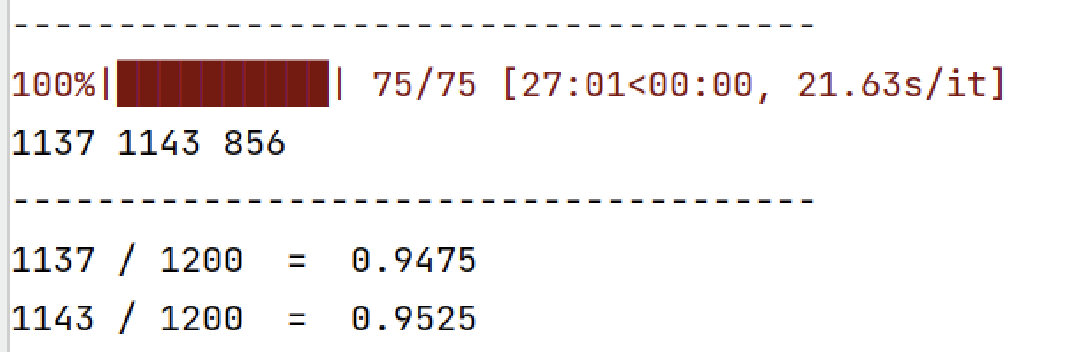 --------------------------------------
100%|██████████| 75/75 [27:01<00:00, 21.63s/it]
1137 1143 856
--------------------------------------
1137 / 1200  =  0.9475
1143 / 1200  =  0.9525